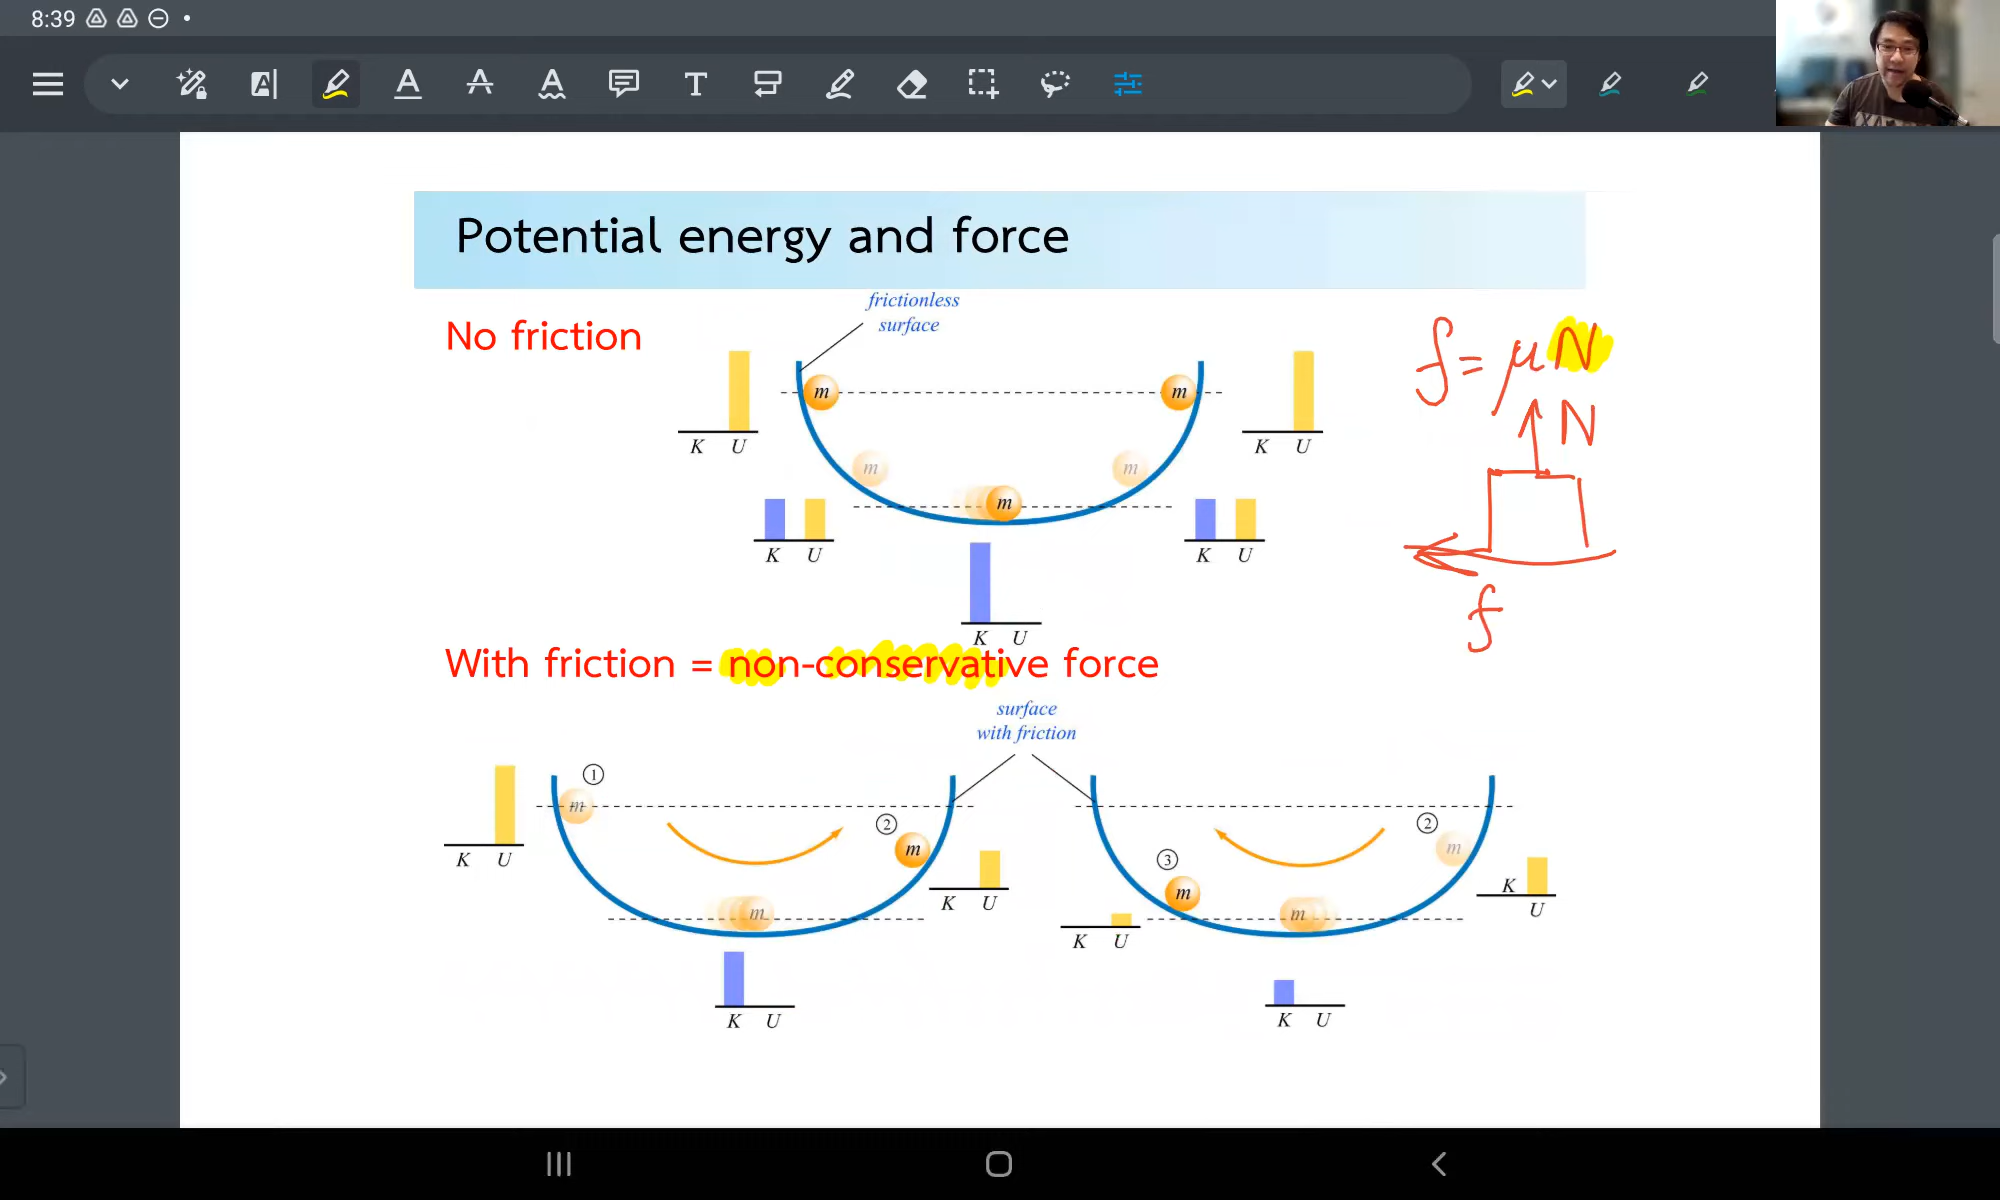 8:39
Potential energy and force
frictionless
surface
No friction
f = μN
m
m
N
K U
K U
m
m
m
K U
K U
f
K U
With friction = non-conservative force
surface
with friction
1
m
2
m
2
m
3
m
K U
K
U
K U
m
m
K U
K U
K U